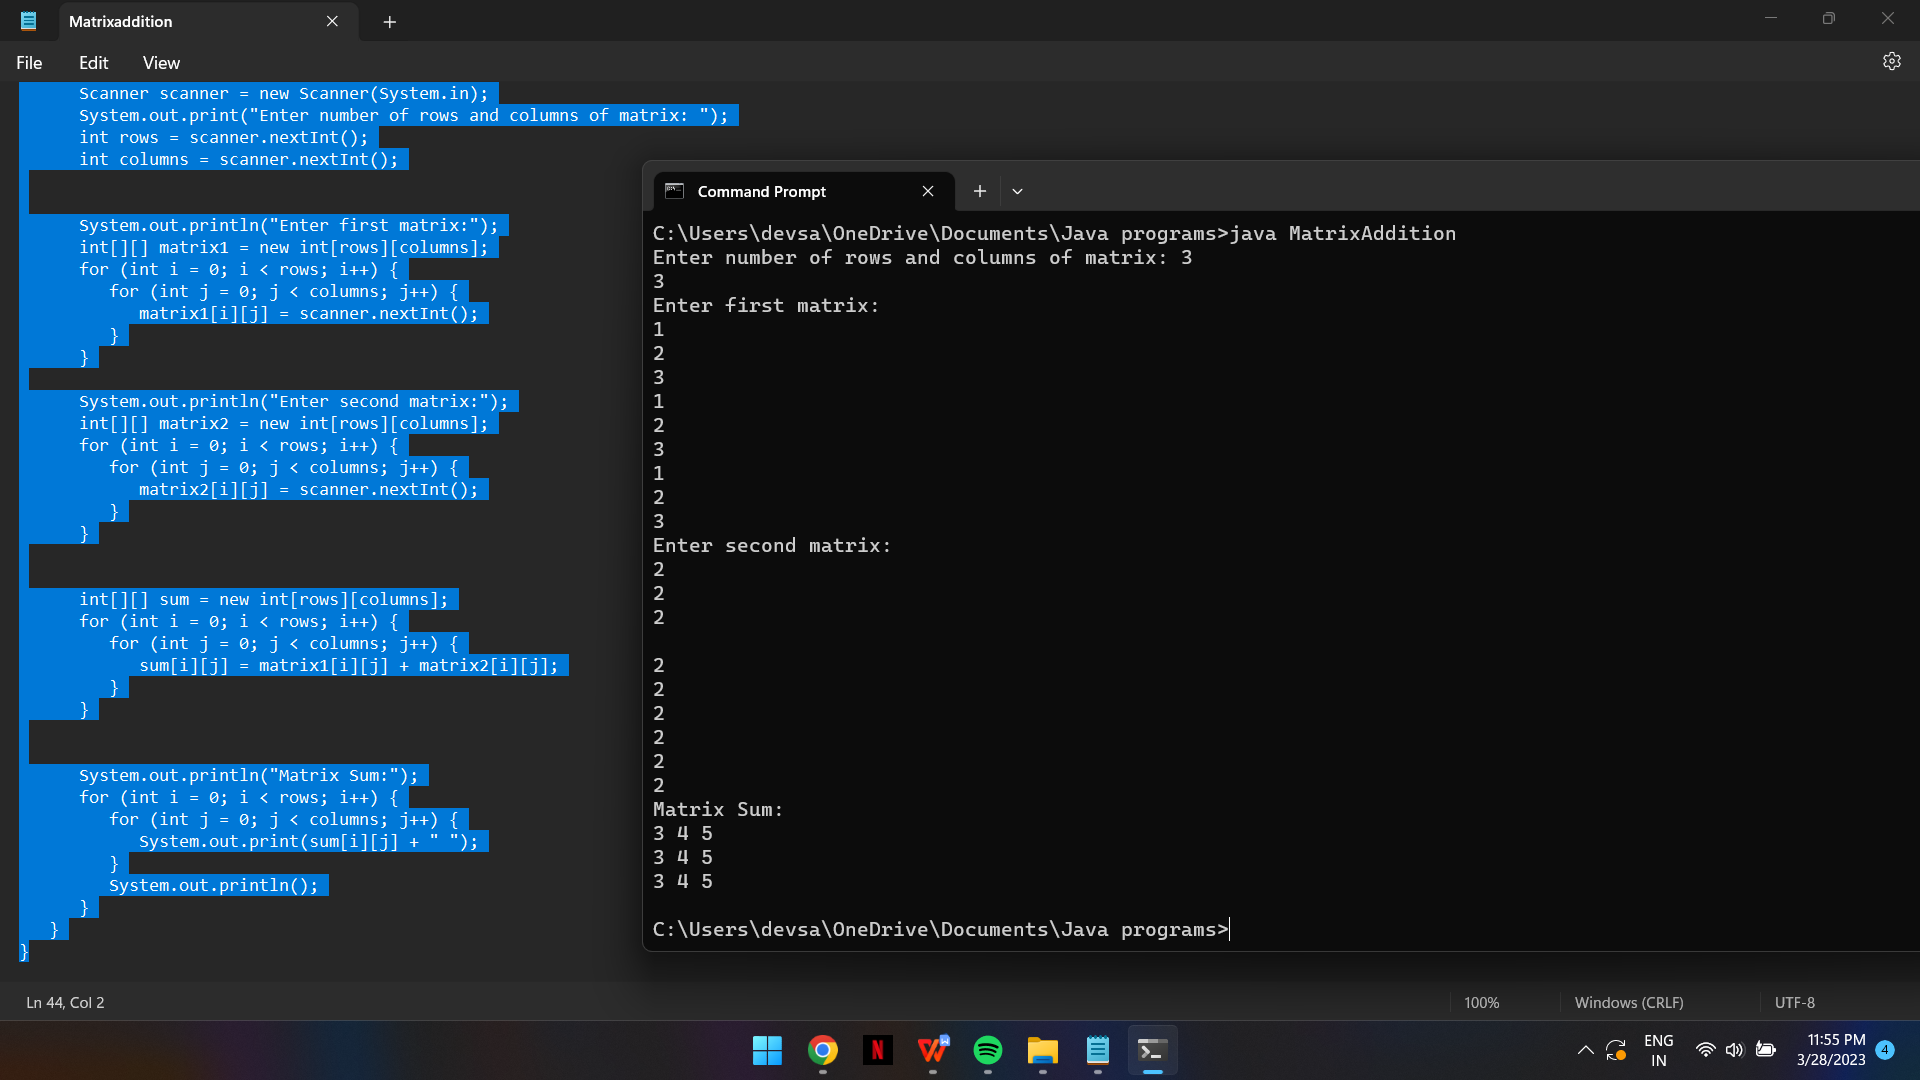 Matrixaddition
File Edit View
Scanner scanner = new Scanner(System.in);
System.out.print("Enter number of rows and columns of matrix: ");
int rows = scanner.nextInt();
int columns = scanner.nextInt();
System.out.println("Enter first matrix:");
int[][] matrix1 = new int[rows][columns];
for (int i = 0; i < rows; i++) {
for (int j = 0; j < columns; j++) {
matrix1[i][j] = scanner.nextInt();
}
}
System.out.println("Enter second matrix:");
int[][] matrix2 = new int[rows][columns];
for (int i = 0; i < rows; i++) {
for (int j = 0; j < columns; j++) {
matrix2[i][j] = scanner.nextInt();
}
}
int[][] sum = new int[rows][columns];
for (int i = 0; i < rows; i++) {
for (int j = 0; j < columns; j++) {
sum[i][j] = matrix1[i][j] + matrix2[i][j];
}
}
System.out.println("Matrix Sum:");
for (int i = 0; i < rows; i++) {
for (int j = 0; j < columns; j++) {
System.out.print(sum[i][j] + " ");
}
System.out.println();
}
}
}
Command Prompt
C:\Users\devsa\OneDrive\Documents\Java programs>java MatrixAddition
Enter number of rows and columns of matrix: 3
3
Enter first matrix:
1
2
3
1
2
3
1
2
3
Enter second matrix:
2
2
2
2
2
2
2
2
2
Matrix Sum:
3 4 5
3 4 5
3 4 5
C:\Users\devsa\OneDrive\Documents\Java programs>
Ln 44, Col 2
100%
Windows (CRLF)
UTF-8
ENG
IN
11:55 PM
3/28/2023
4